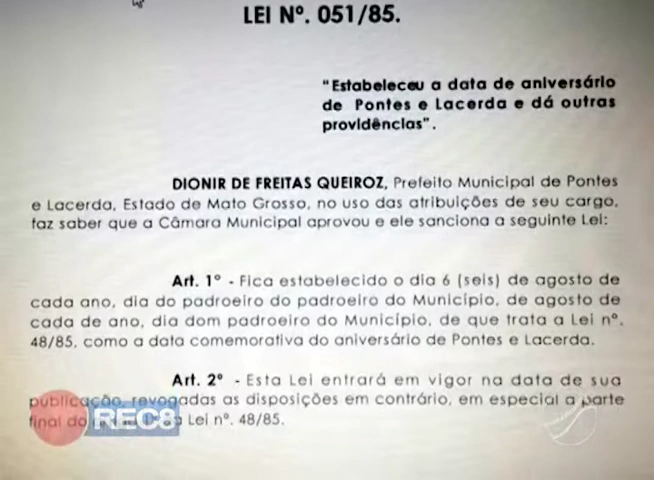 LEI Nº. 051/85.
"Estabeleceu a data de aniversário
de Pontes e Lacerda e dá outras
providências".
DIONIR DE FREITAS QUEIROZ, Prefeito Municipal de Pontes
e Lacerda, Estado de Mato Grosso, no uso das atribuições de seu cargo,
faz saber que a Câmara Municipal aprovou e ele sanciona a seguinte Lei:
Art. 1º - Fica estabelecido o dia 6 (seis) de agosto de
cada ano, dia do padroeiro do padroeiro do Município, de agosto de
cada de ano, dia dom padroeiro do Município, de que trata a Lei nº.
48/85, como a data comemorativa do aniversário de Pontes e Lacerda.
Art. 2º - Esta Lei entrará em vigor na data de sua
publicação, revogadas as disposições em contrário, em especial a parte
final do Lei nº. 48/85.
REC8